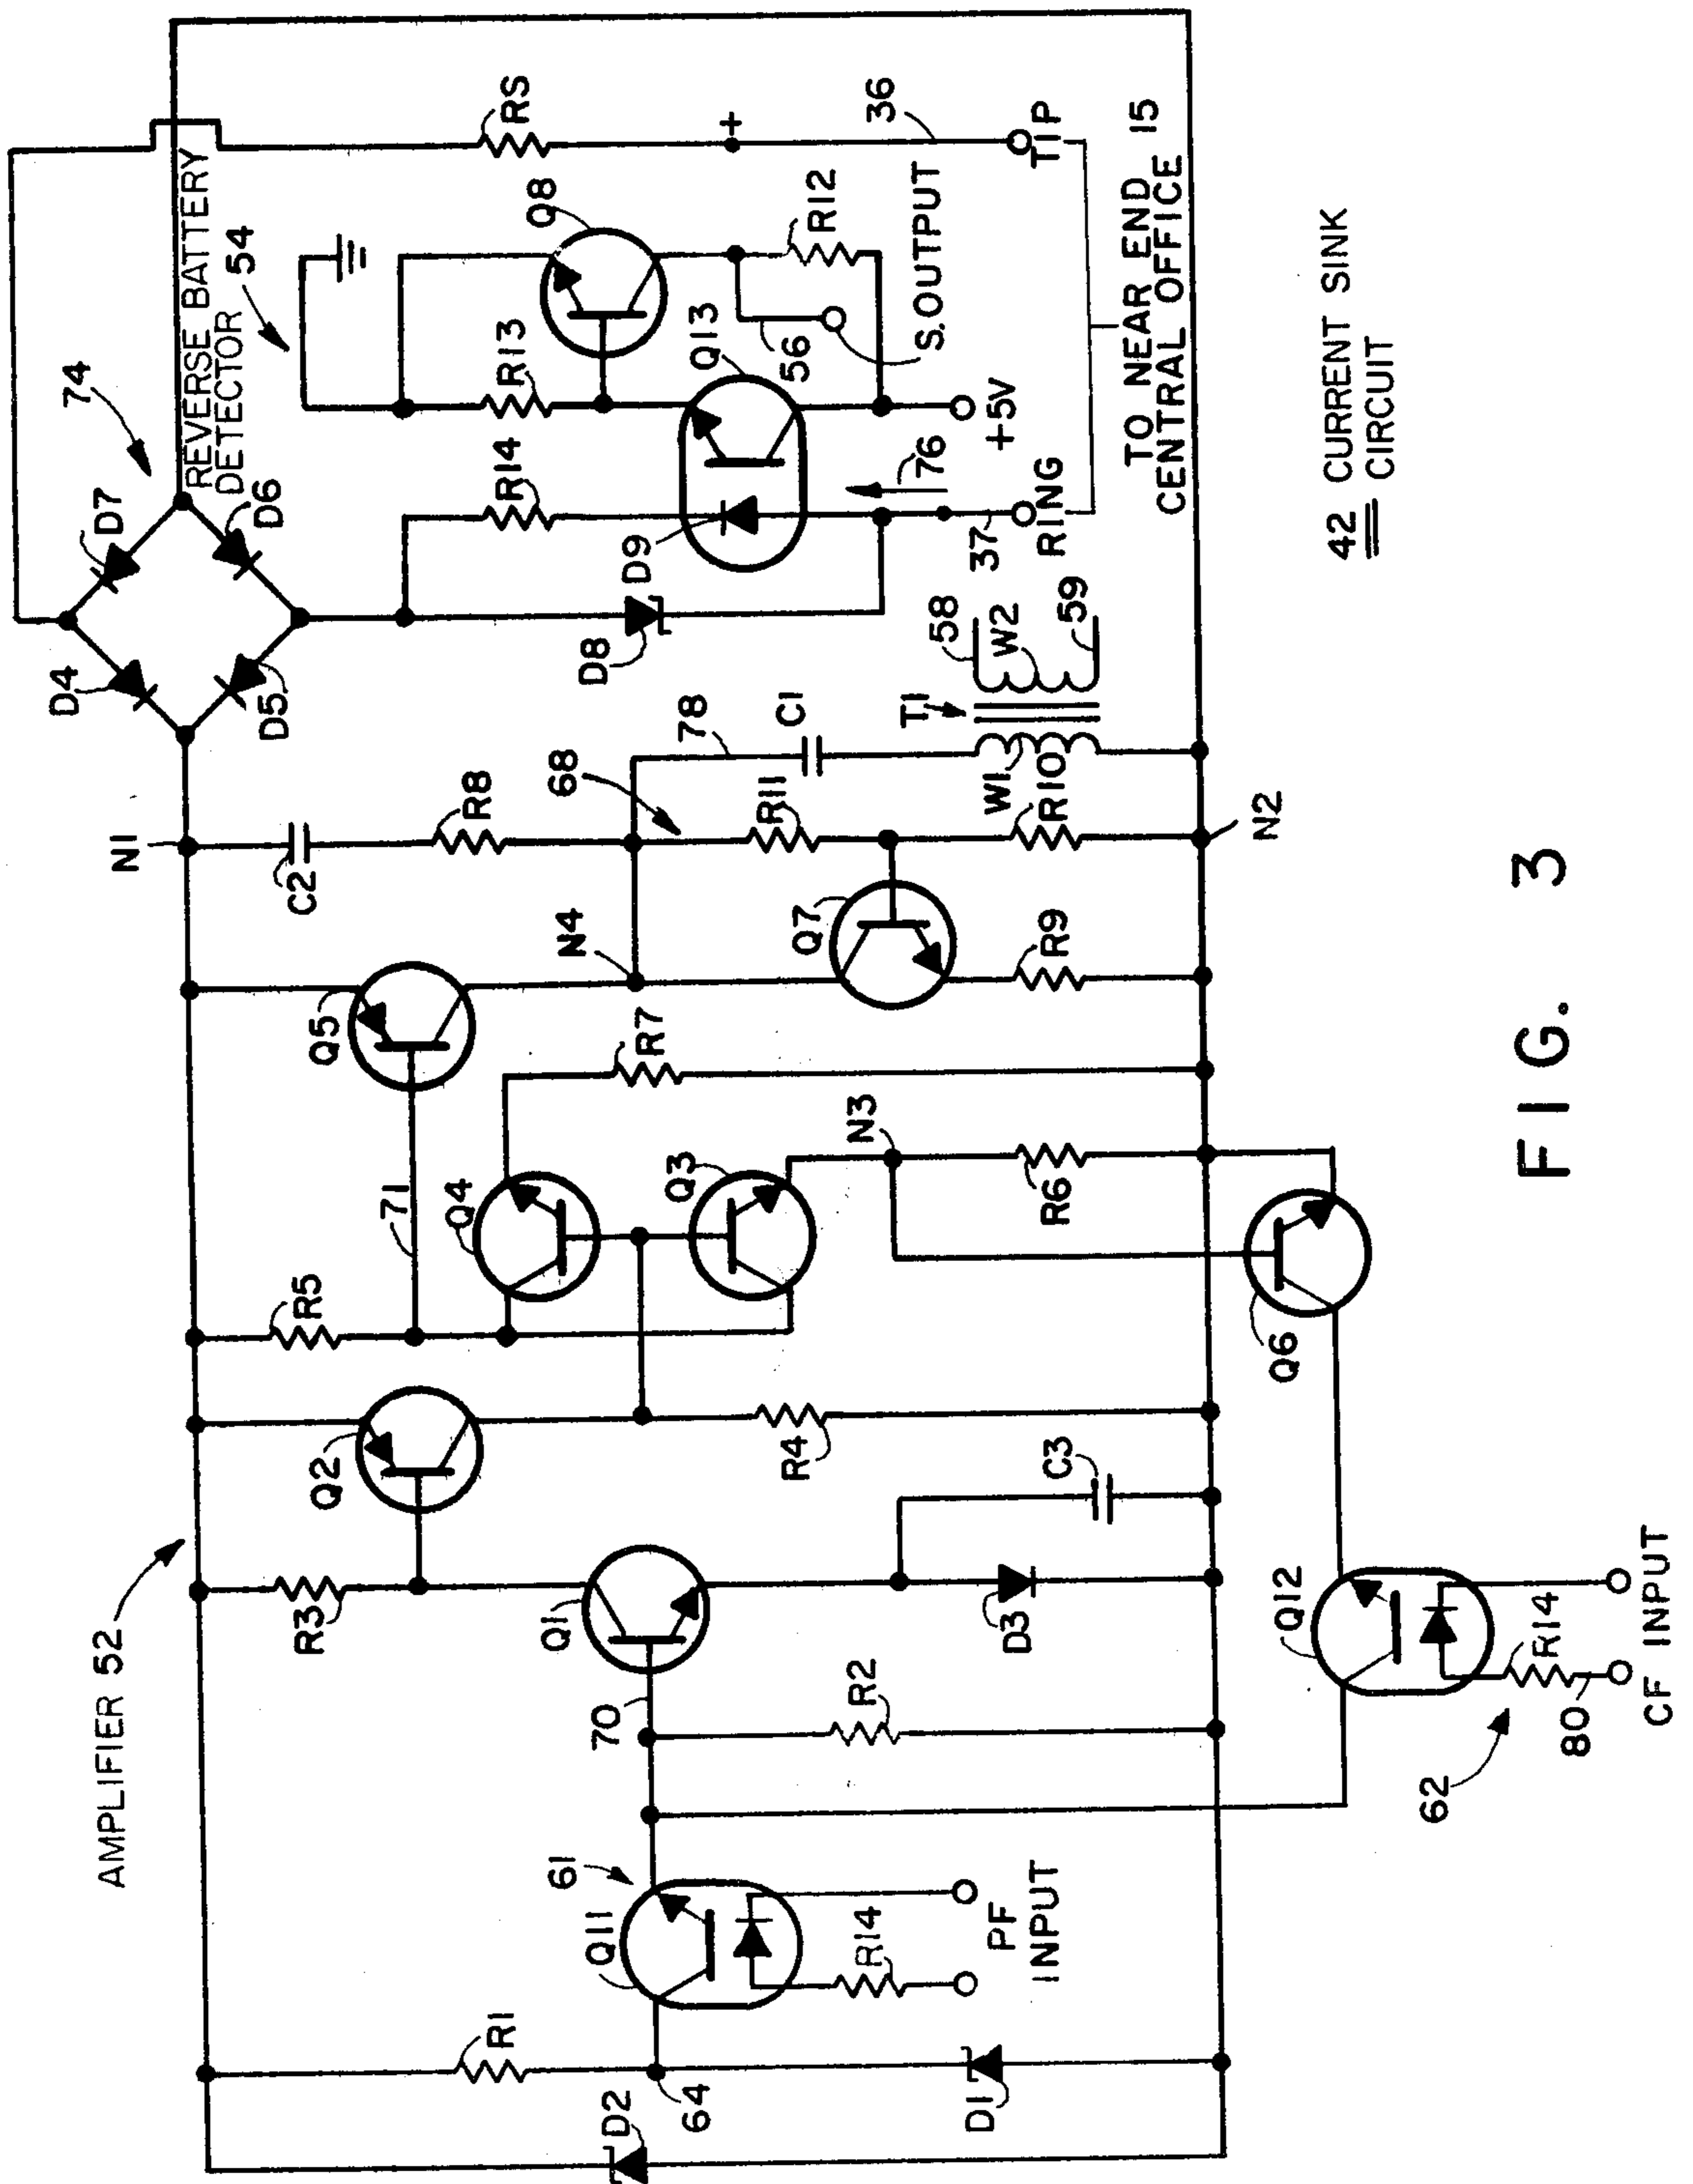 AMPLIFIER 52
74
REVERSE BATTERY
DETECTOR
54
D4
D7
D5
D6
N1
C2
R8
N4
68
78
C1
R11
W1
R10
T1
58
W2
59
N2
Q7
R9
Q5
71
R5
Q4
Q3
R7
N3
R6
Q6
Q2
R4
C3
R3
Q1
D3
70
R2
61
Q11
R14
PF
INPUT
R1
64
D2
D1
Q12
R14
62
80
CF INPUT
D8
D9
R14
R13
Q13
Q8
56
R12
S.OUTPUT
+5V
76
37
RING
RS
+
36
TIP
TO NEAR END 15
CENTRAL OFFICE
42 CURRENT SINK
CIRCUIT
FIG. 3